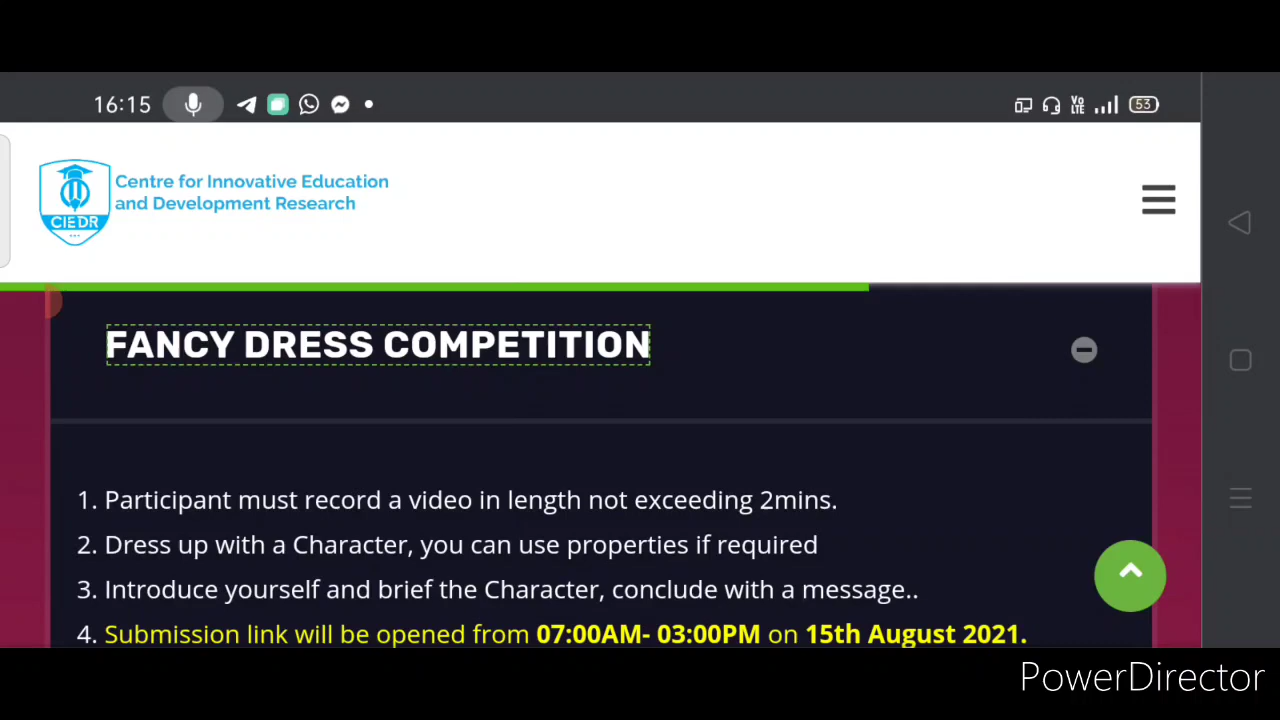 16:15
Vo
LTE
53
Centre for Innovative Education
and Development Research
CIEDR
FANCY DRESS COMPETITION
1. Participant must record a video in length not exceeding 2mins.
2. Dress up with a Character, you can use properties if required
3. Introduce yourself and brief the Character, conclude with a message..
4. Submission link will be opened from 07:00AM- 03:00PM on 15th August 2021.
PowerDirector